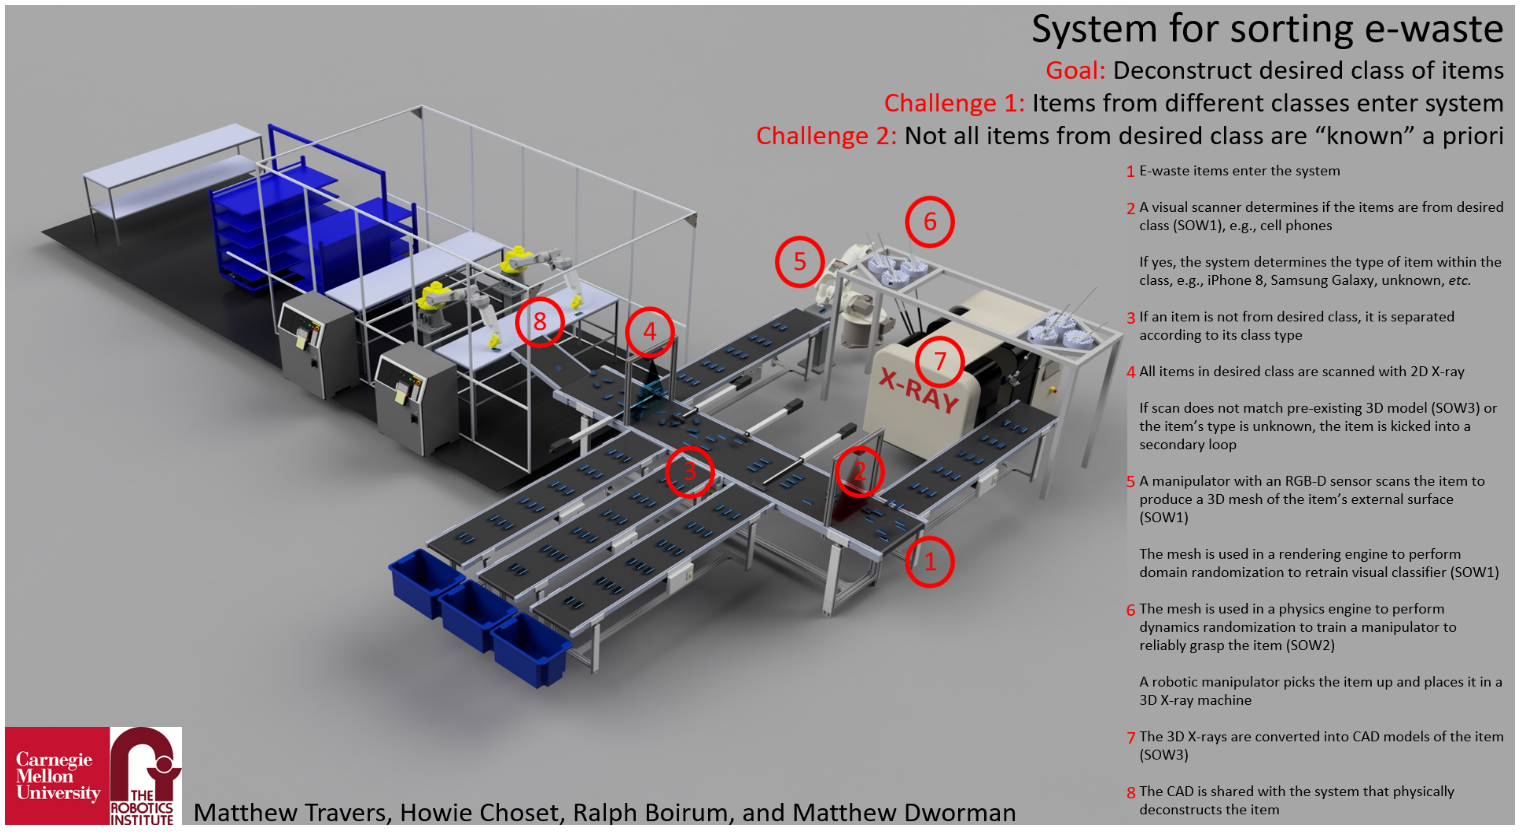 System for sorting e-waste
Goal: Deconstruct desired class of items
Challenge 1: Items from different classes enter system
Challenge 2: Not all items from desired class are “known” a priori
1 E-waste items enter the system
2 A visual scanner determines if the items are from desired
class (SOW1), e.g., cell phones
If yes, the system determines the type of item within the
class, e.g., iPhone 8, Samsung Galaxy, unknown, etc.
3 If an item is not from desired class, it is separated
according to its class type
4 All items in desired class are scanned with 2D X-ray
If scan does not match pre-existing 3D model (SOW3) or
the item’s type is unknown, the item is kicked into a
secondary loop
5 A manipulator with an RGB-D sensor scans the item to
produce a 3D mesh of the item’s external surface
(SOW1)
The mesh is used in a rendering engine to perform
domain randomization to retrain visual classifier (SOW1)
6 The mesh is used in a physics engine to perform
dynamics randomization to train a manipulator to
reliably grasp the item (SOW2)
A robotic manipulator picks the item up and places it in a
3D X-ray machine
7 The 3D X-rays are converted into CAD models of the item
(SOW3)
8 The CAD is shared with the system that physically
deconstructs the item
6
5
8
4
7
X-RAY
3
2
1
Carnegie
Mellon
University
THE
ROBOTICS
INSTITUTE
Matthew Travers, Howie Choset, Ralph Boirum, and Matthew Dworman